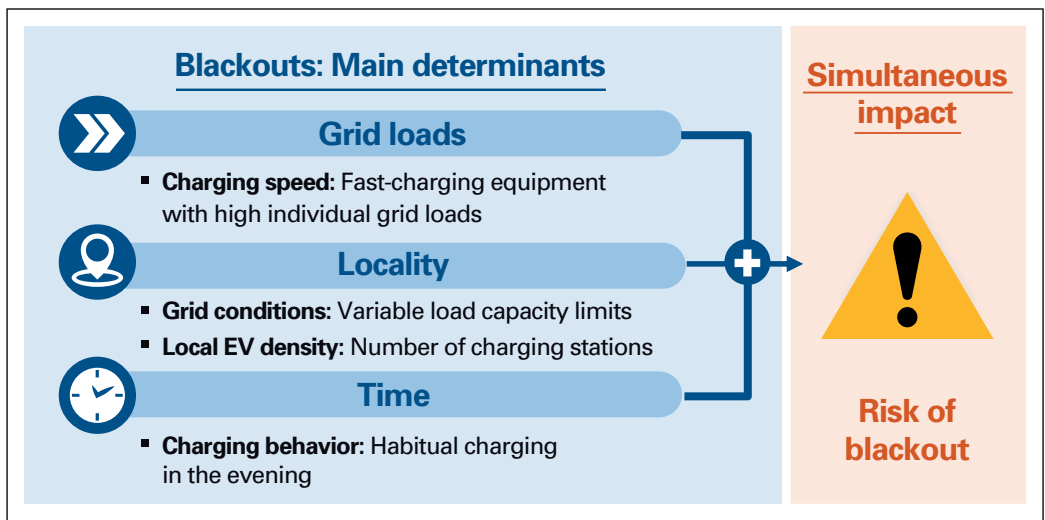 Blackouts: Main determinants
Grid loads
▪ Charging speed: Fast-charging equipment
with high individual grid loads
Locality
▪ Grid conditions: Variable load capacity limits
▪ Local EV density: Number of charging stations
Time
▪ Charging behavior: Habitual charging
in the evening
Simultaneous
impact
Risk of
blackout